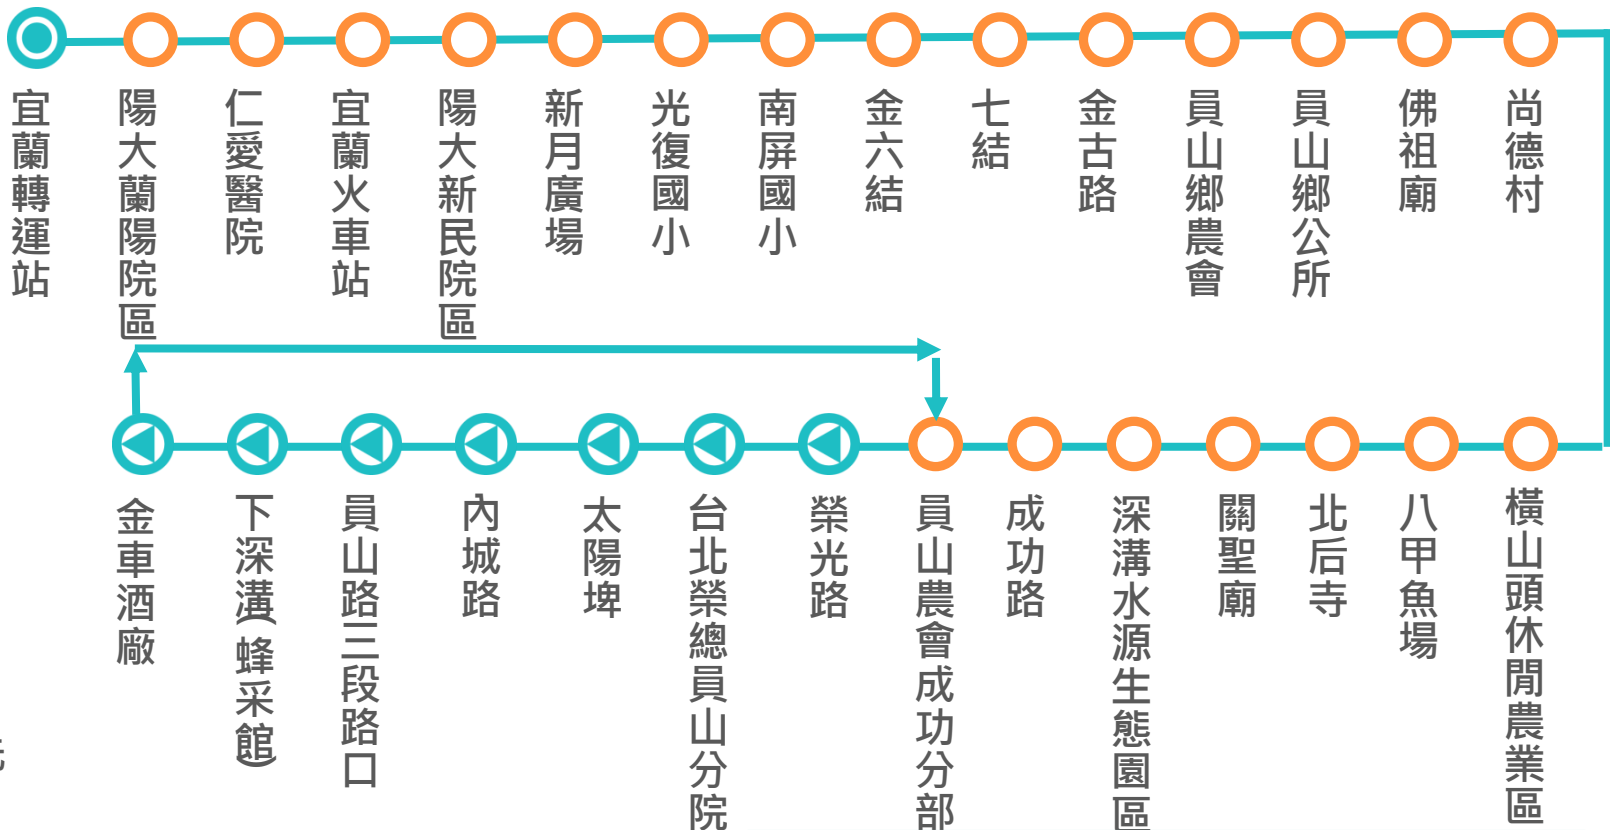 宜蘭轉運站
陽大蘭陽院區
仁愛醫院
宜蘭火車站
陽大新民院區
新月廣場
光復國小
南屏國小
金六結
七結
金古路
員山鄉農會
員山鄉公所
佛祖廟
尚德村
橫山頭休閒農業區
八甲魚場
北后寺
關聖廟
深溝水源生態園區
成功路
員山農會成功分部
榮光路
台北榮總員山分院
太陽埤
內城路
員山路三段路口
下深溝(蜂采館)
金車酒廠